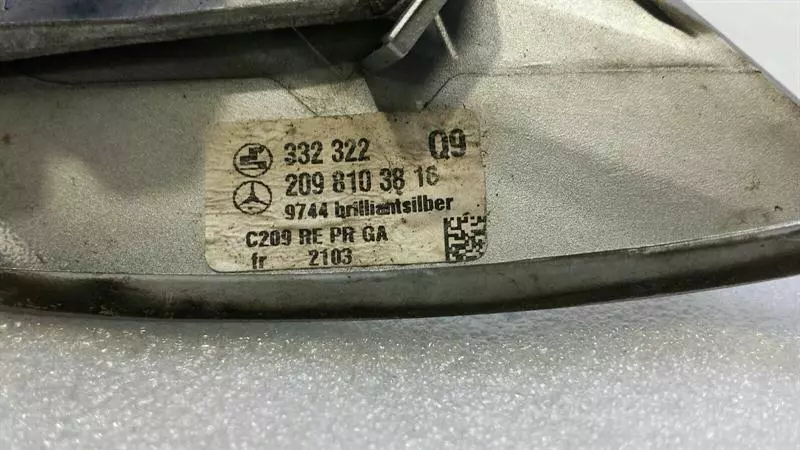 332 322 Q9
209 810 38 16
9744 brilliantsilber
C209 RE PR GA
fr 2103